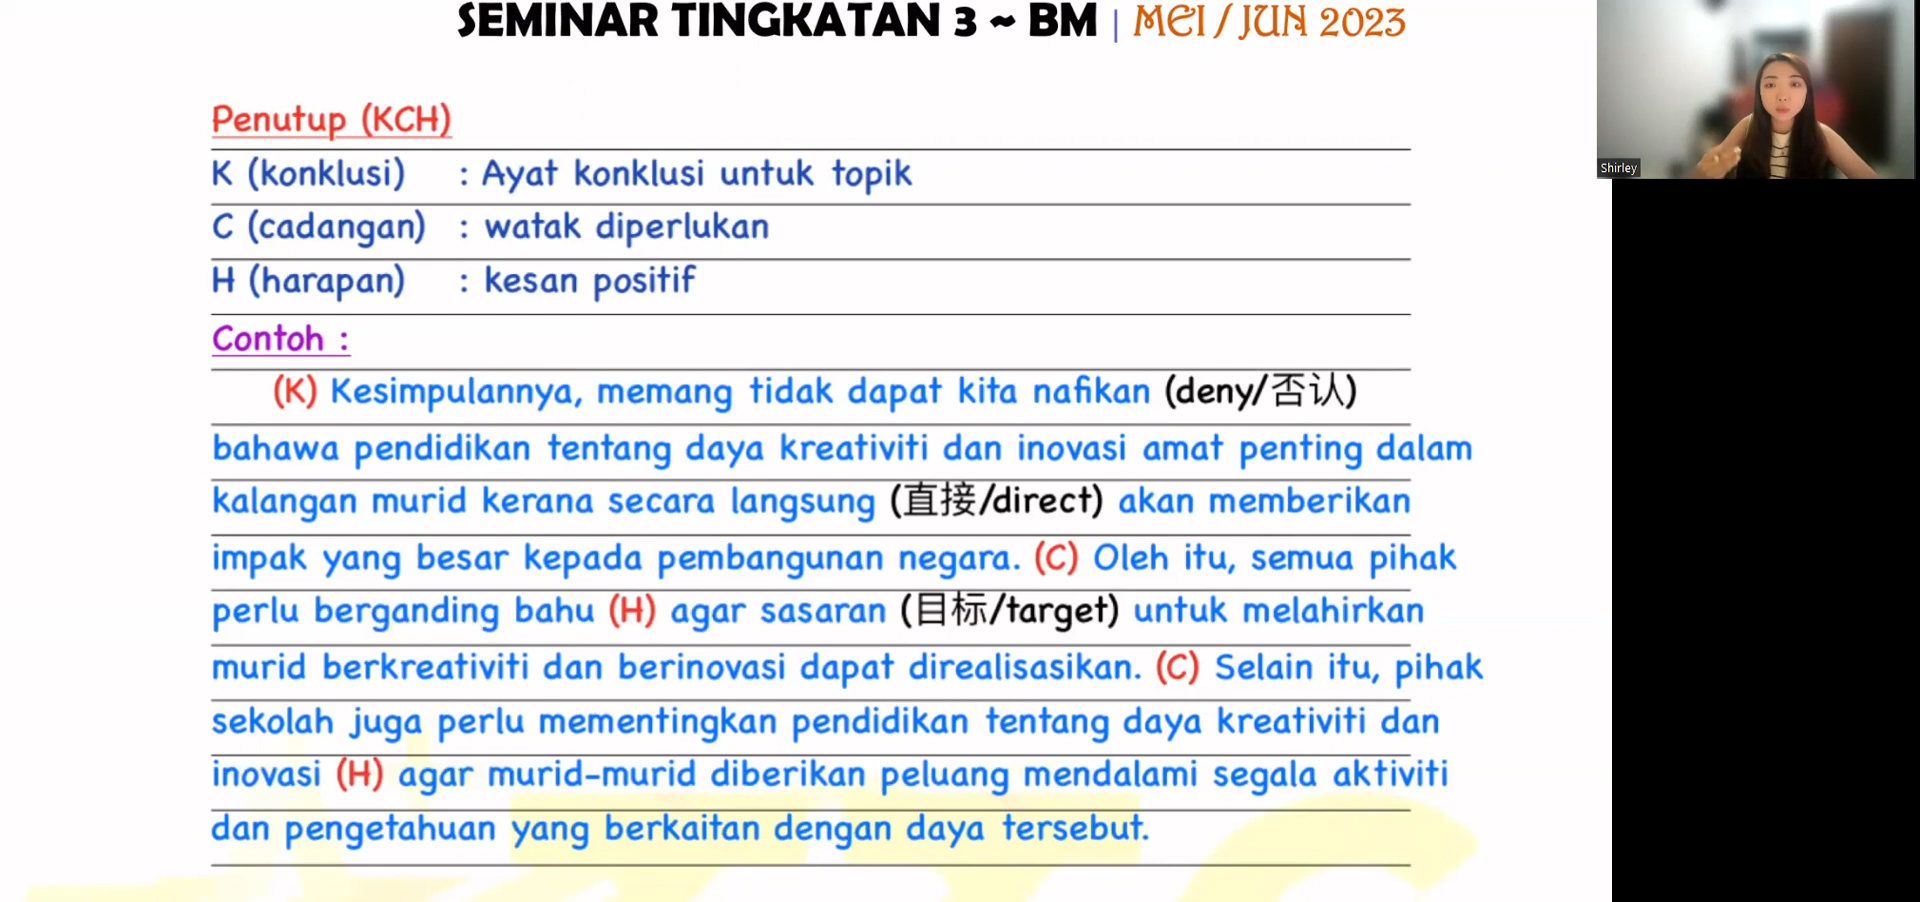 SEMINAR TINGKATAN 3 ~ BM | MEI / JUN 2023
Shirley
Penutup (KCH)
K (konklusi) : Ayat konklusi untuk topik
C (cadangan) : watak diperlukan
H (harapan) : kesan positif
Contoh :
(K) Kesimpulannya, memang tidak dapat kita nafikan (deny/否认)
bahawa pendidikan tentang daya kreativiti dan inovasi amat penting dalam
kalangan murid kerana secara langsung (直接/direct) akan memberikan
impak yang besar kepada pembangunan negara. (C) Oleh itu, semua pihak
perlu berganding bahu (H) agar sasaran (目标/target) untuk melahirkan
murid berkreativiti dan berinovasi dapat direalisasikan. (C) Selain itu, pihak
sekolah juga perlu mementingkan pendidikan tentang daya kreativiti dan
inovasi (H) agar murid-murid diberikan peluang mendalami segala aktiviti
dan pengetahuan yang berkaitan dengan daya tersebut.